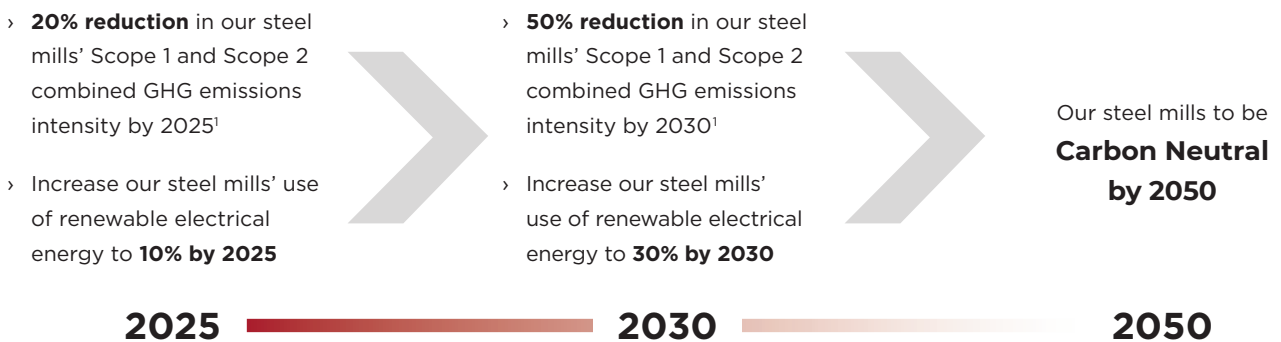 › 20% reduction in our steel
mills’ Scope 1 and Scope 2
combined GHG emissions
intensity by 2025¹
› Increase our steel mills’ use
of renewable electrical
energy to 10% by 2025
› 50% reduction in our steel
mills’ Scope 1 and Scope 2
combined GHG emissions
intensity by 2030¹
› Increase our steel mills’
use of renewable electrical
energy to 30% by 2030
Our steel mills to be
Carbon Neutral
by 2050
2025
2030
2050